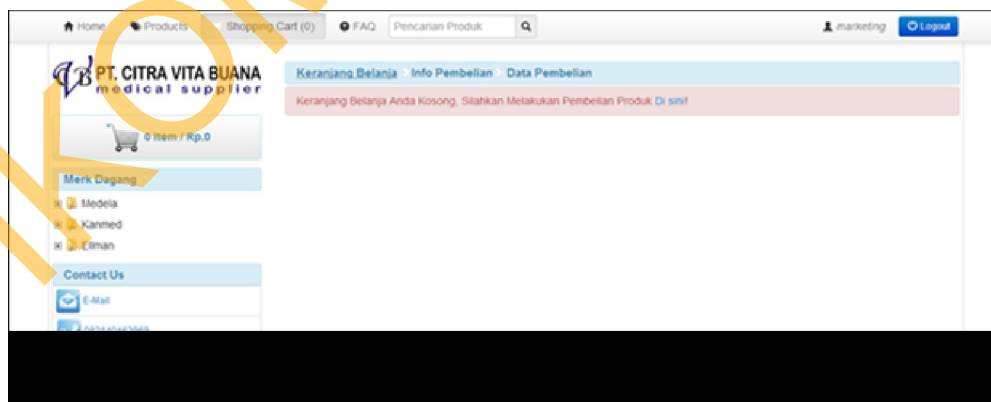 Home Products Shopping Cart (0) FAQ Pencarian Produk marketing Logout
PT. CITRA VITA BUANA
medical supplier
Keranjang Belanja Info Pembelian Data Pembelian
Keranjang Belanja Anda Kosong, Silahkan Melakukan Pembelian Produk Di sini!
0 Item / Rp.0
Merk Dagang
Medela
Kanmed
Eliman
Contact Us
E-Mail